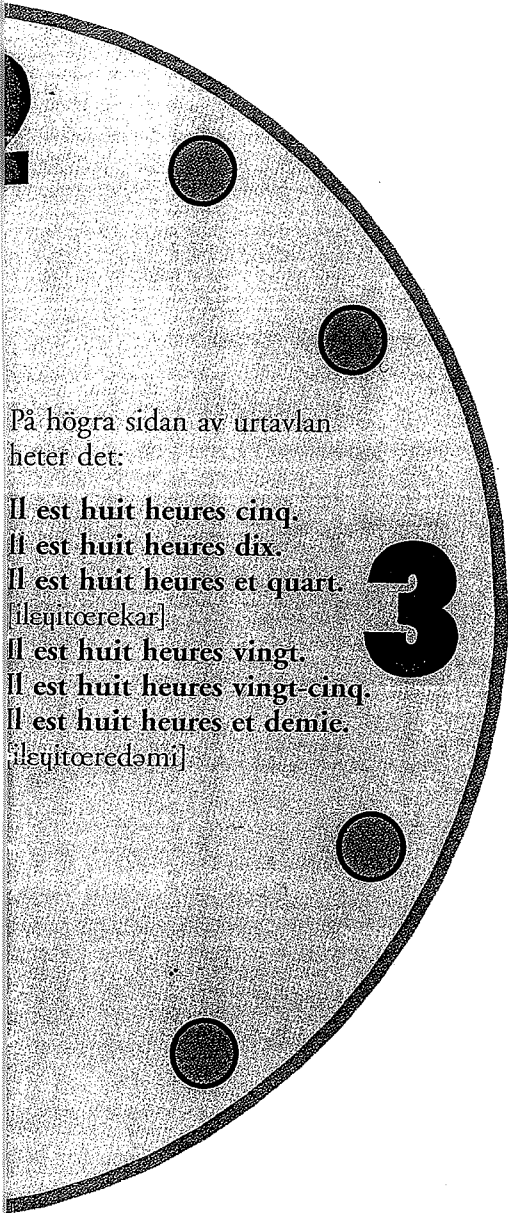 2
På högra sidan av urtavlan
heter det:
Il est huit heures cinq.
Il est huit heures dix.
Il est huit heures et quart.
[ilɛɥitœrekar]
3
Il est huit heures vingt.
Il est huit heures vingt-cinq.
Il est huit heures et demie.
[ilɛɥitœredəmi]